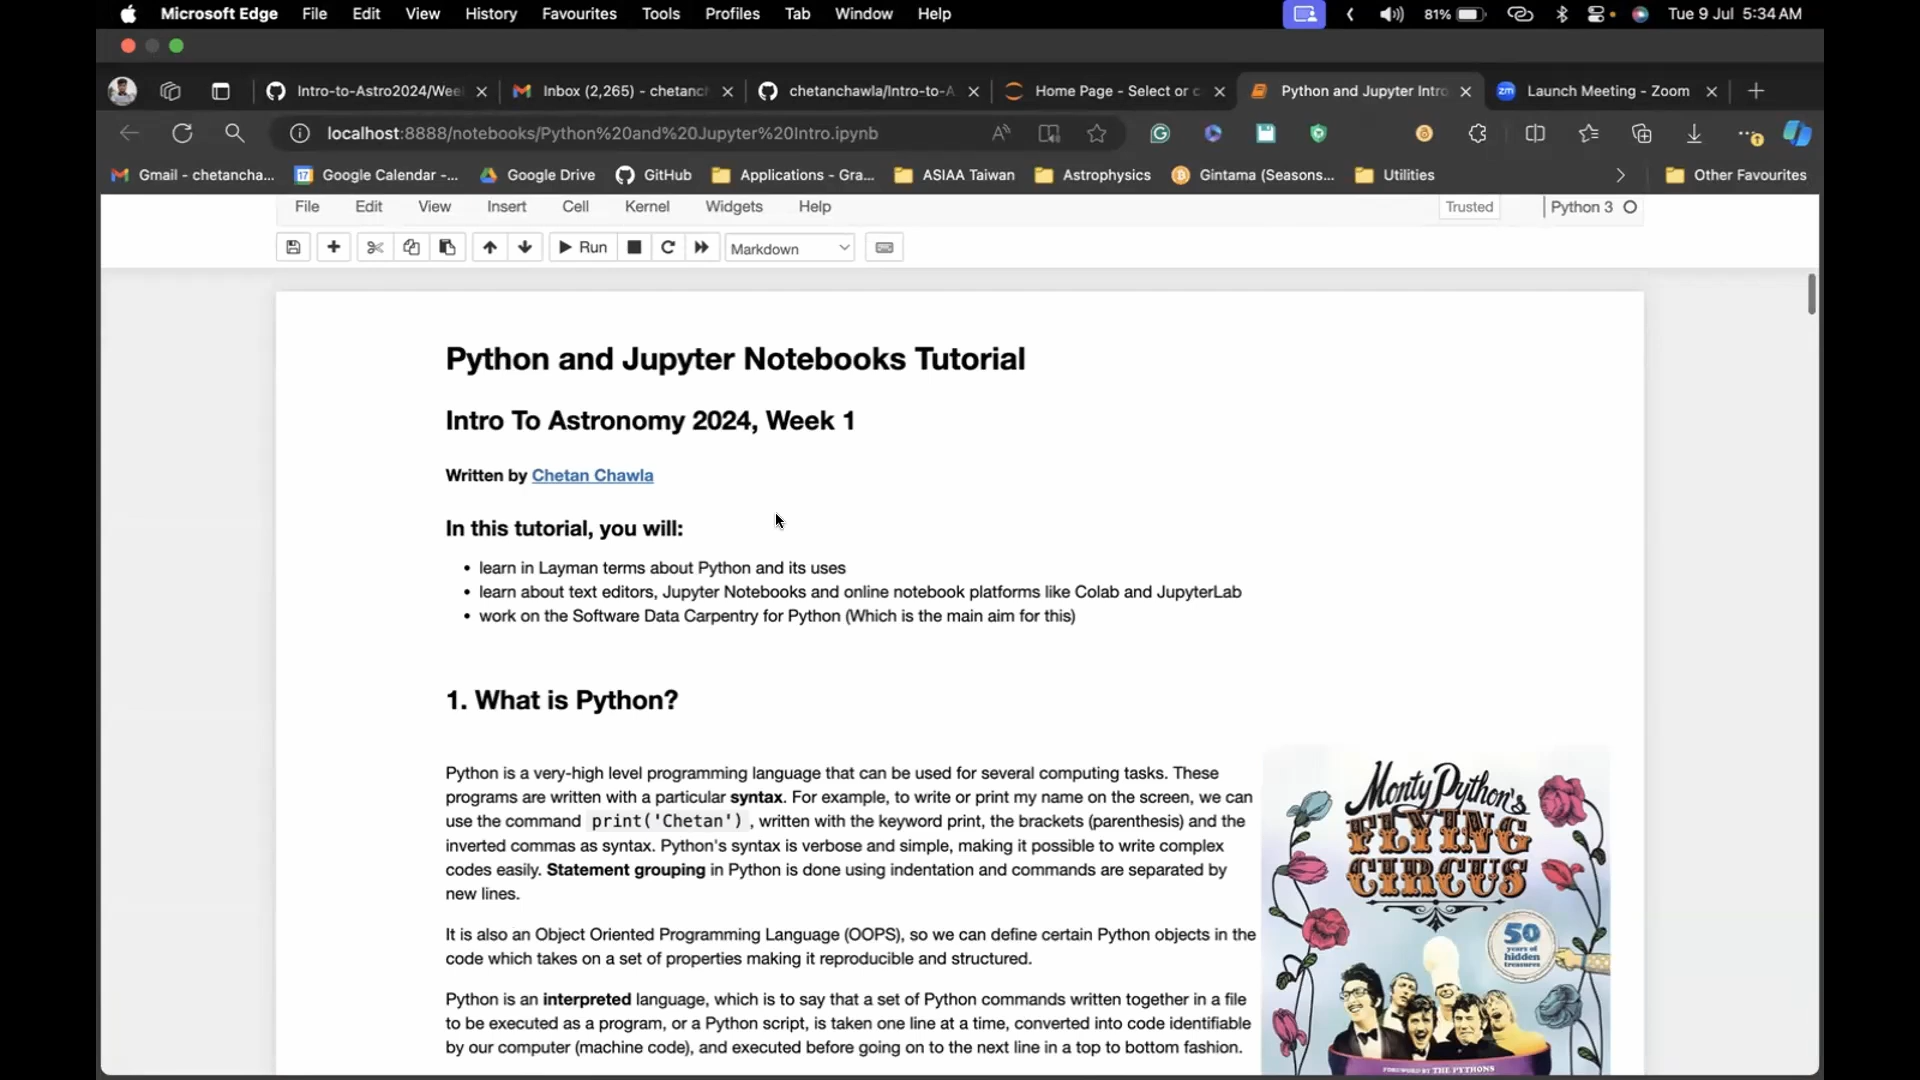 Microsoft Edge File Edit View History Favourites Tools Profiles Tab Window Help 81% Tue 9 Jul 5:34 AM
Intro-to-Astro2024/Wee Inbox (2,265) - chetanch chetanchawla/Intro-to-A Home Page - Select or c Python and Jupyter Intro Launch Meeting - Zoom
localhost:8888/notebooks/Python%20and%20Jupyter%20Intro.ipynb
Gmail - chetancha... Google Calendar -... Google Drive GitHub Applications - Gra... ASIAA Taiwan Astrophysics Gintama (Seasons... Utilities Other Favourites
File Edit View Insert Cell Kernel Widgets Help Trusted Python 3
Run Markdown
Python and Jupyter Notebooks Tutorial
Intro To Astronomy 2024, Week 1
Written by Chetan Chawla
In this tutorial, you will:
• learn in Layman terms about Python and its uses
• learn about text editors, Jupyter Notebooks and online notebook platforms like Colab and JupyterLab
• work on the Software Data Carpentry for Python (Which is the main aim for this)
1. What is Python?
Python is a very-high level programming language that can be used for several computing tasks. These
programs are written with a particular syntax. For example, to write or print my name on the screen, we can
use the command print('Chetan'), written with the keyword print, the brackets (parenthesis) and the
inverted commas as syntax. Python's syntax is verbose and simple, making it possible to write complex
codes easily. Statement grouping in Python is done using indentation and commands are separated by
new lines.
It is also an Object Oriented Programming Language (OOPS), so we can define certain Python objects in the
code which takes on a set of properties making it reproducible and structured.
Python is an interpreted language, which is to say that a set of Python commands written together in a file
to be executed as a program, or a Python script, is taken one line at a time, converted into code identifiable
by our computer (machine code), and executed before going on to the next line in a top to bottom fashion.
Monty Python's
FLYING
CIRCUS
50
years of
hidden
treasures
FOREWORD BY THE PYTHONS